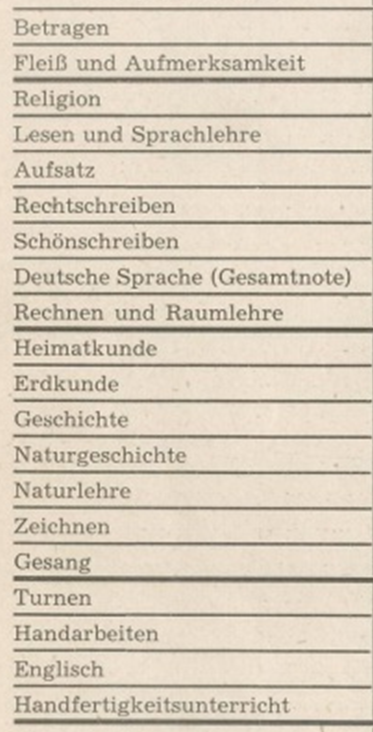 Betragen
Fleiß und Aufmerksamkeit
Religion
Lesen und Sprachlehre
Aufsatz
Rechtschreiben
Schönschreiben
Deutsche Sprache (Gesamtnote)
Rechnen und Raumlehre
Heimatkunde
Erdkunde
Geschichte
Naturgeschichte
Naturlehre
Zeichnen
Gesang
Turnen
Handarbeiten
Englisch
Handfertigkeitsunterricht